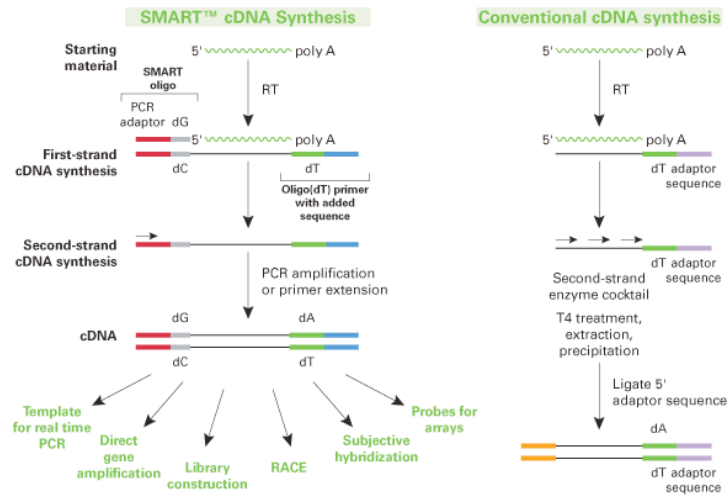 SMART™ cDNA Synthesis
Conventional cDNA synthesis
Starting
material
5'
poly A
5'
poly A
SMART
oligo
RT
RT
PCR
adaptor
dG
5'
poly A
5'
poly A
First-strand
cDNA synthesis
dC
dT
dT adaptor
sequence
Oligo(dT) primer
with added
sequence
Second-strand
cDNA synthesis
dT adaptor
sequence
PCR amplification
or primer extension
Second-strand
enzyme cocktail
T4 treatment,
extraction,
precipitation
cDNA
dG
dA
dC
dT
Ligate 5'
adaptor sequence
Template
for real time
PCR
Direct
gene
amplification
Library
construction
RACE
Subjective
hybridization
Probes for
arrays
dA
dT adaptor
sequence